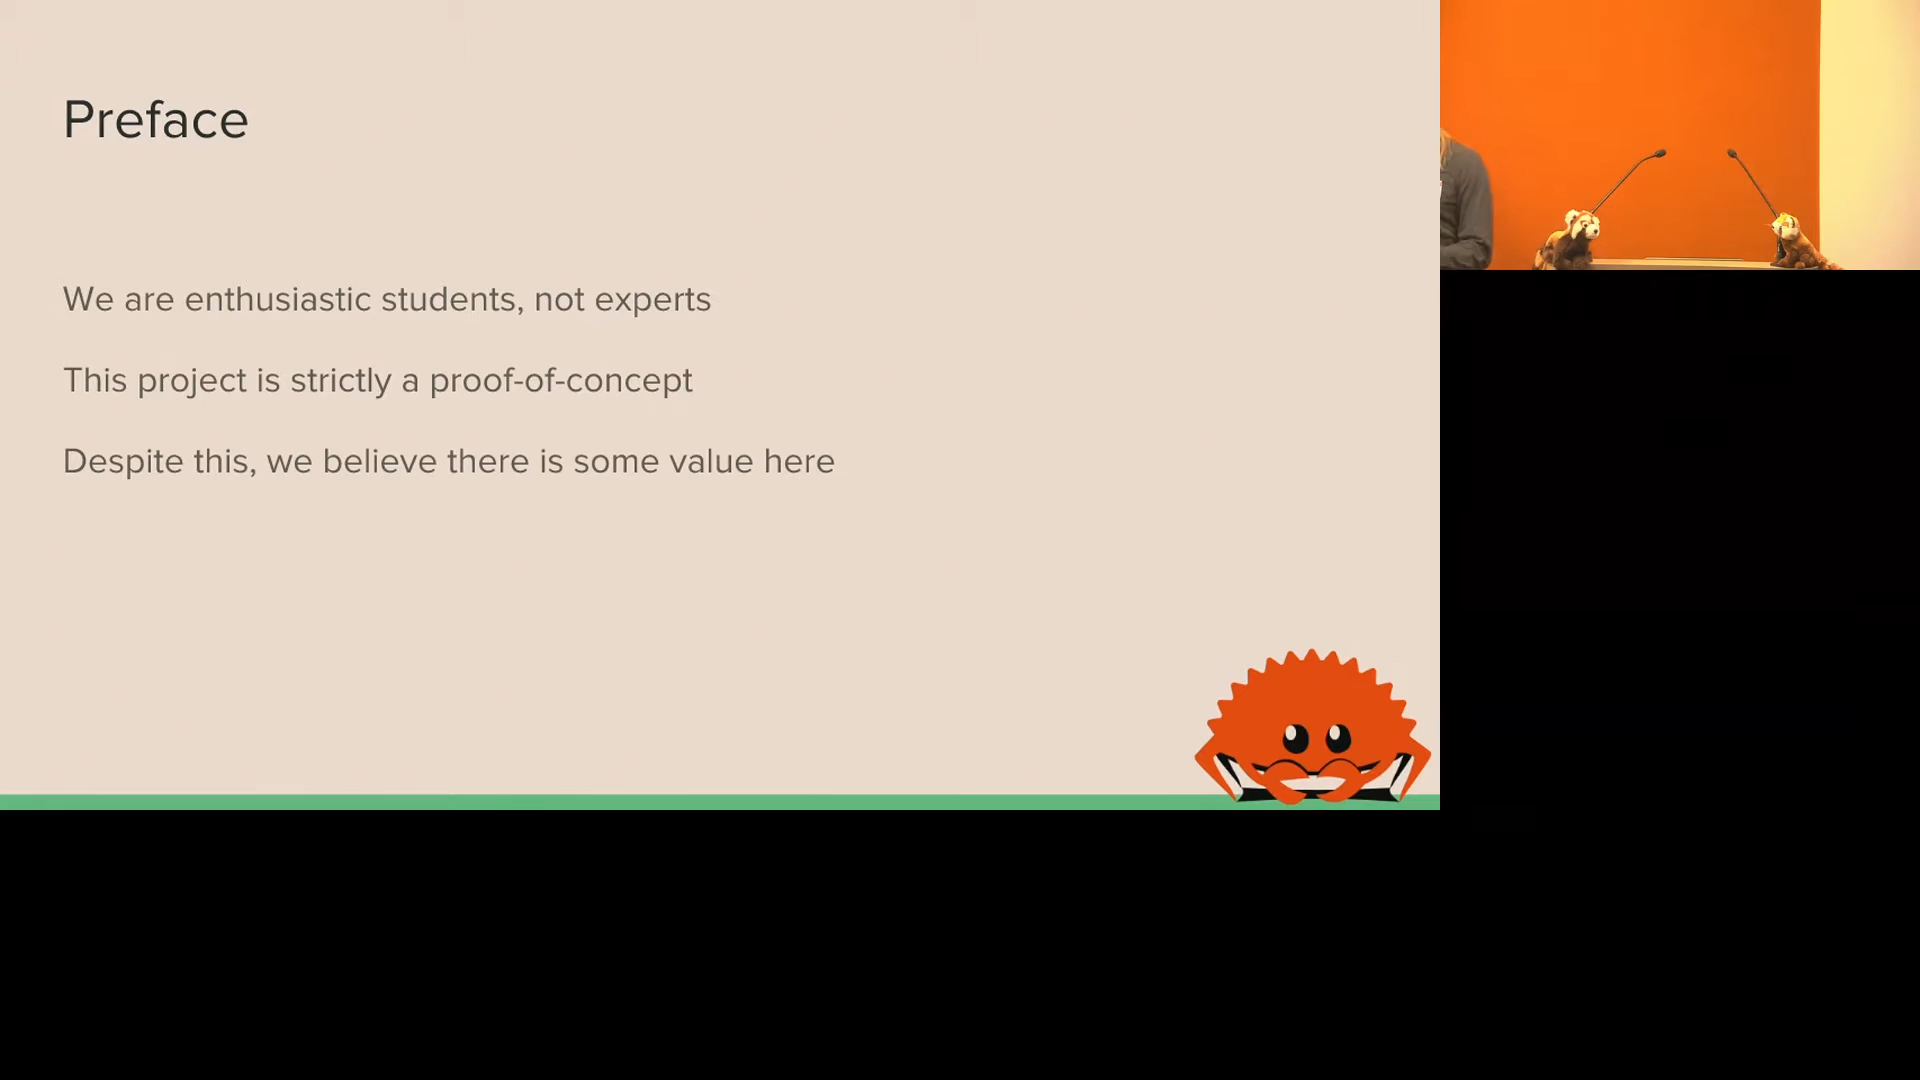 Preface
We are enthusiastic students, not experts
This project is strictly a proof-of-concept
Despite this, we believe there is some value here